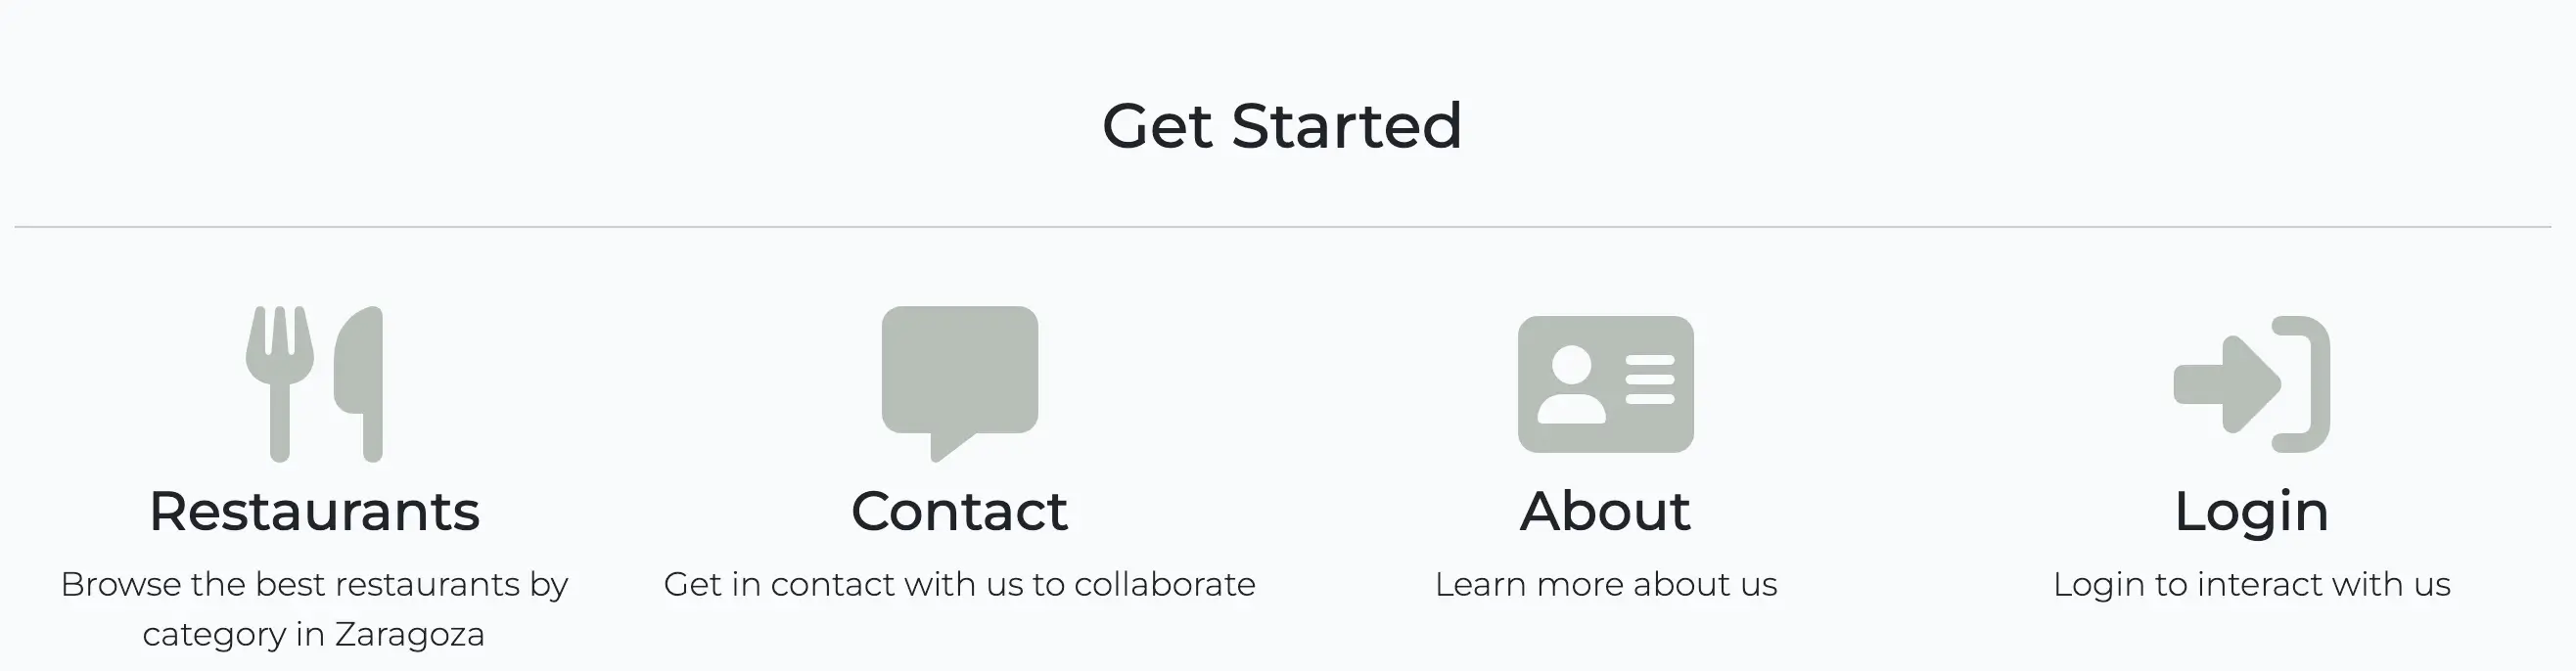 Get Started
Restaurants
Browse the best restaurants by
category in Zaragoza
Contact
Get in contact with us to collaborate
About
Learn more about us
Login
Login to interact with us